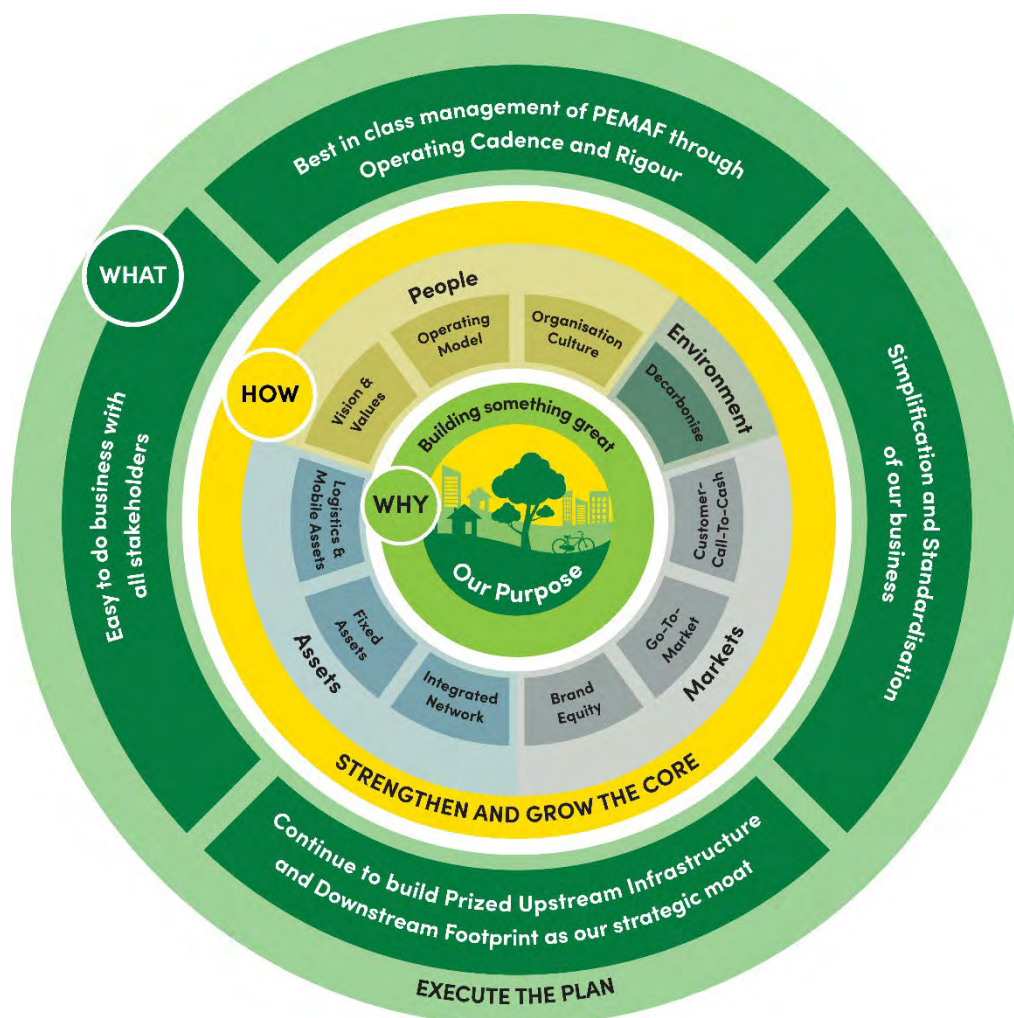 Best in class management of PEMAF through
Operating Cadence and Rigour
WHAT
Easy to do business with
all stakeholders
Simplification and Standardisation
of our business
Continue to build Prized Upstream Infrastructure
and Downstream Footprint as our strategic moat
EXECUTE THE PLAN
HOW
STRENGTHEN AND GROW THE CORE
People
Vision &
Values
Operating
Model
Organisation
Culture
Environment
Decarbonise
Markets
Customer-
Call-To-Cash
Go-To-
Market
Brand
Equity
Assets
Integrated
Network
Fixed
Assets
Logistics &
Mobile Assets
WHY
Building something great
Our Purpose